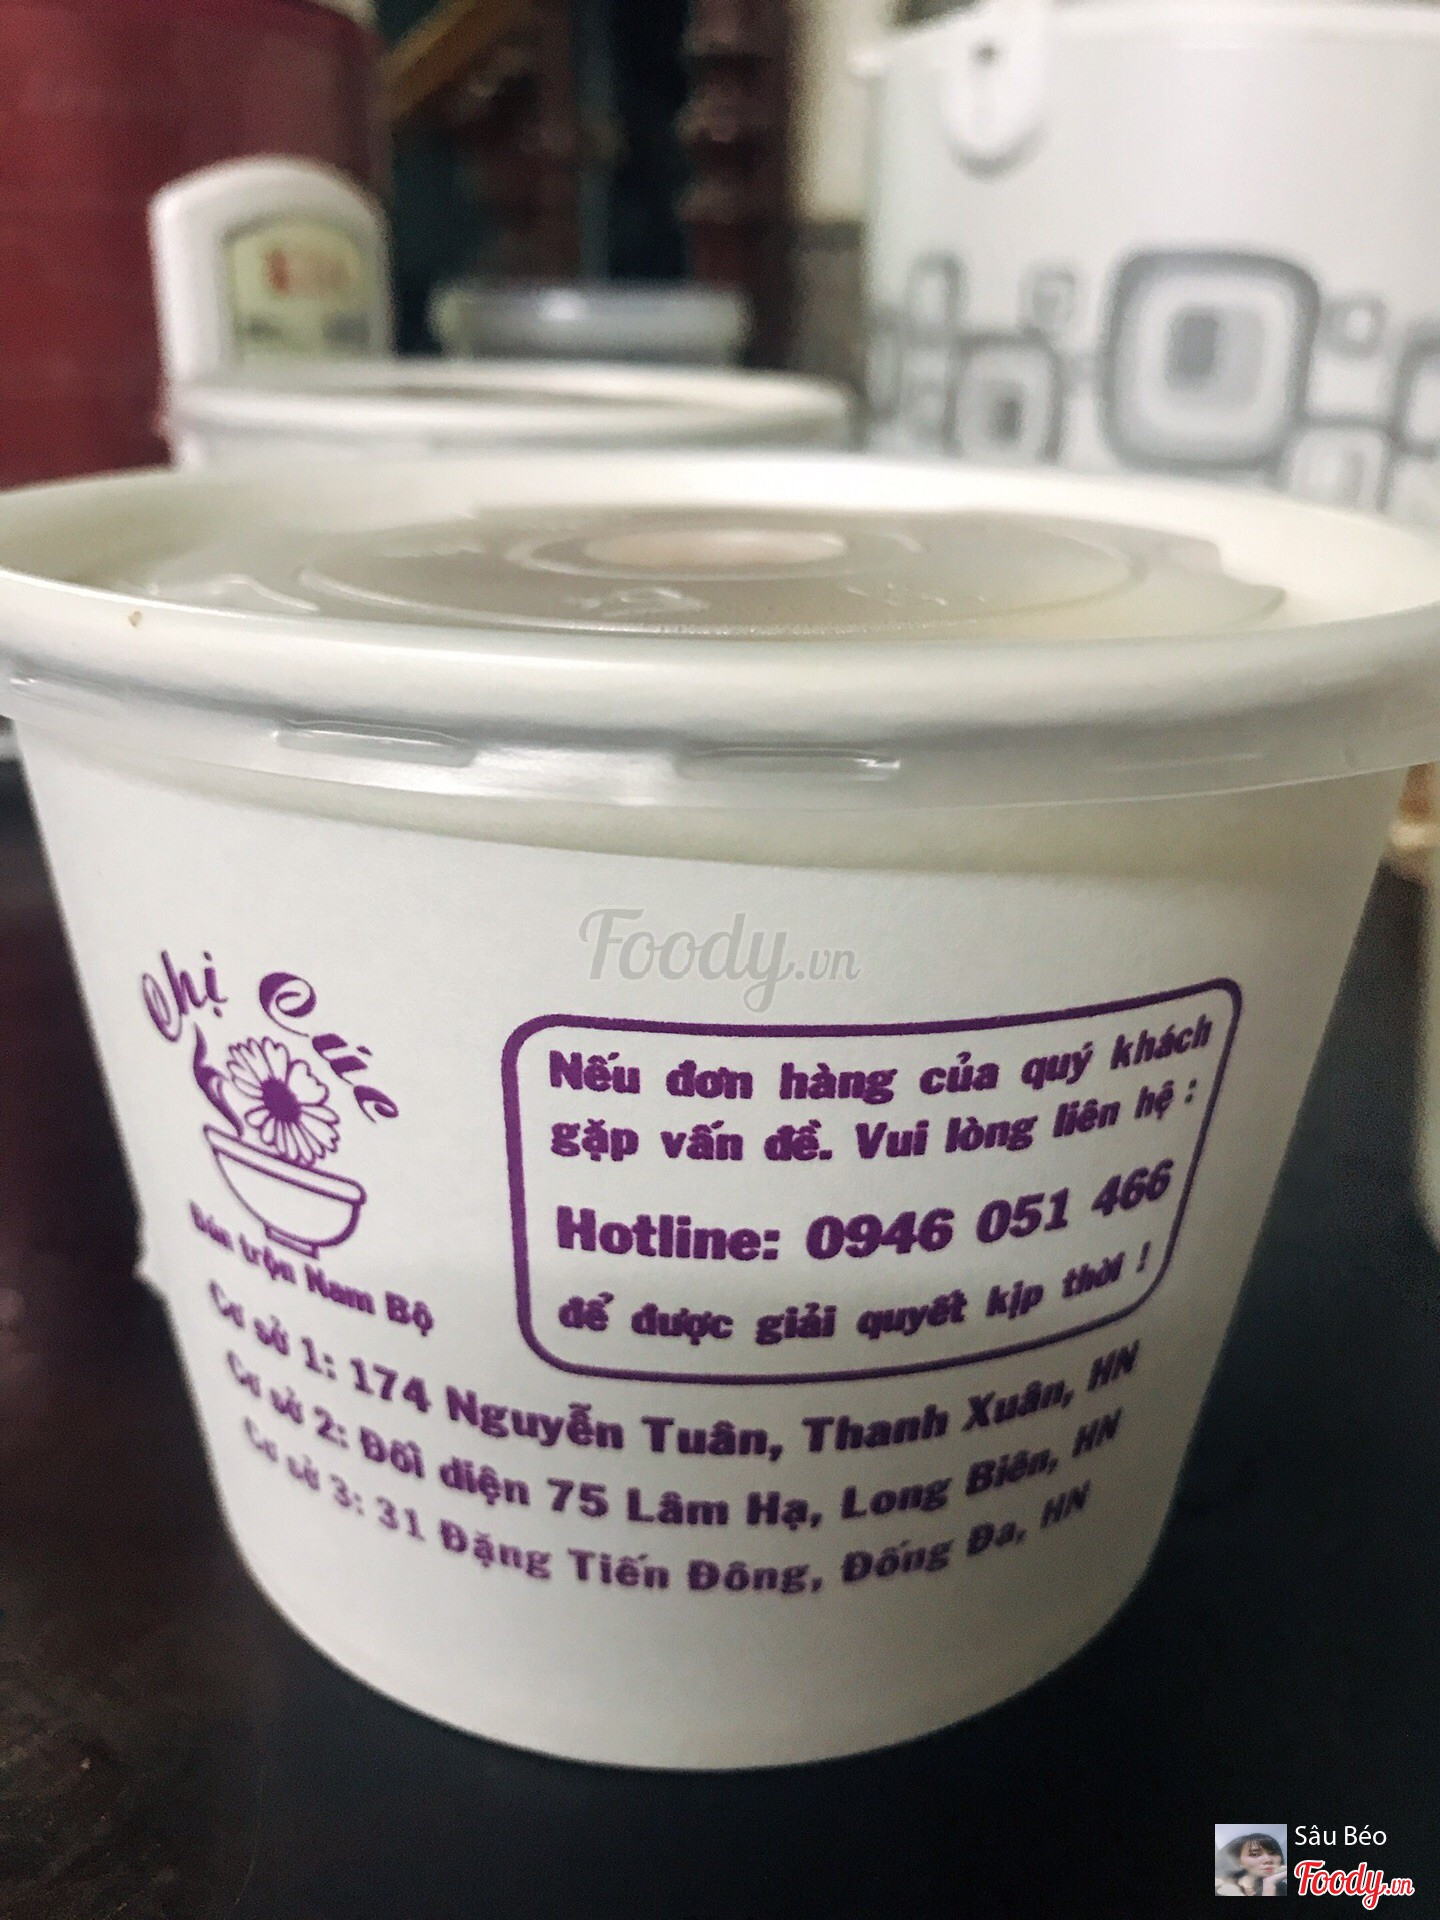 Foody.vn
Chị Cúc
Bún trộn Nam Bộ
Nếu đơn hàng của quý khách
gặp vấn đề. Vui lòng liên hệ :
Hotline: 0946 051 466
để được giải quyết kịp thời !
Cơ sở 1: 174 Nguyễn Tuân, Thanh Xuân, HN
Cơ sở 2: Đối diện 75 Lâm Hạ, Long Biên, HN
Cơ sở 3: 31 Đặng Tiến Đông, Đống Đa, HN
Sâu Béo
Foody.vn